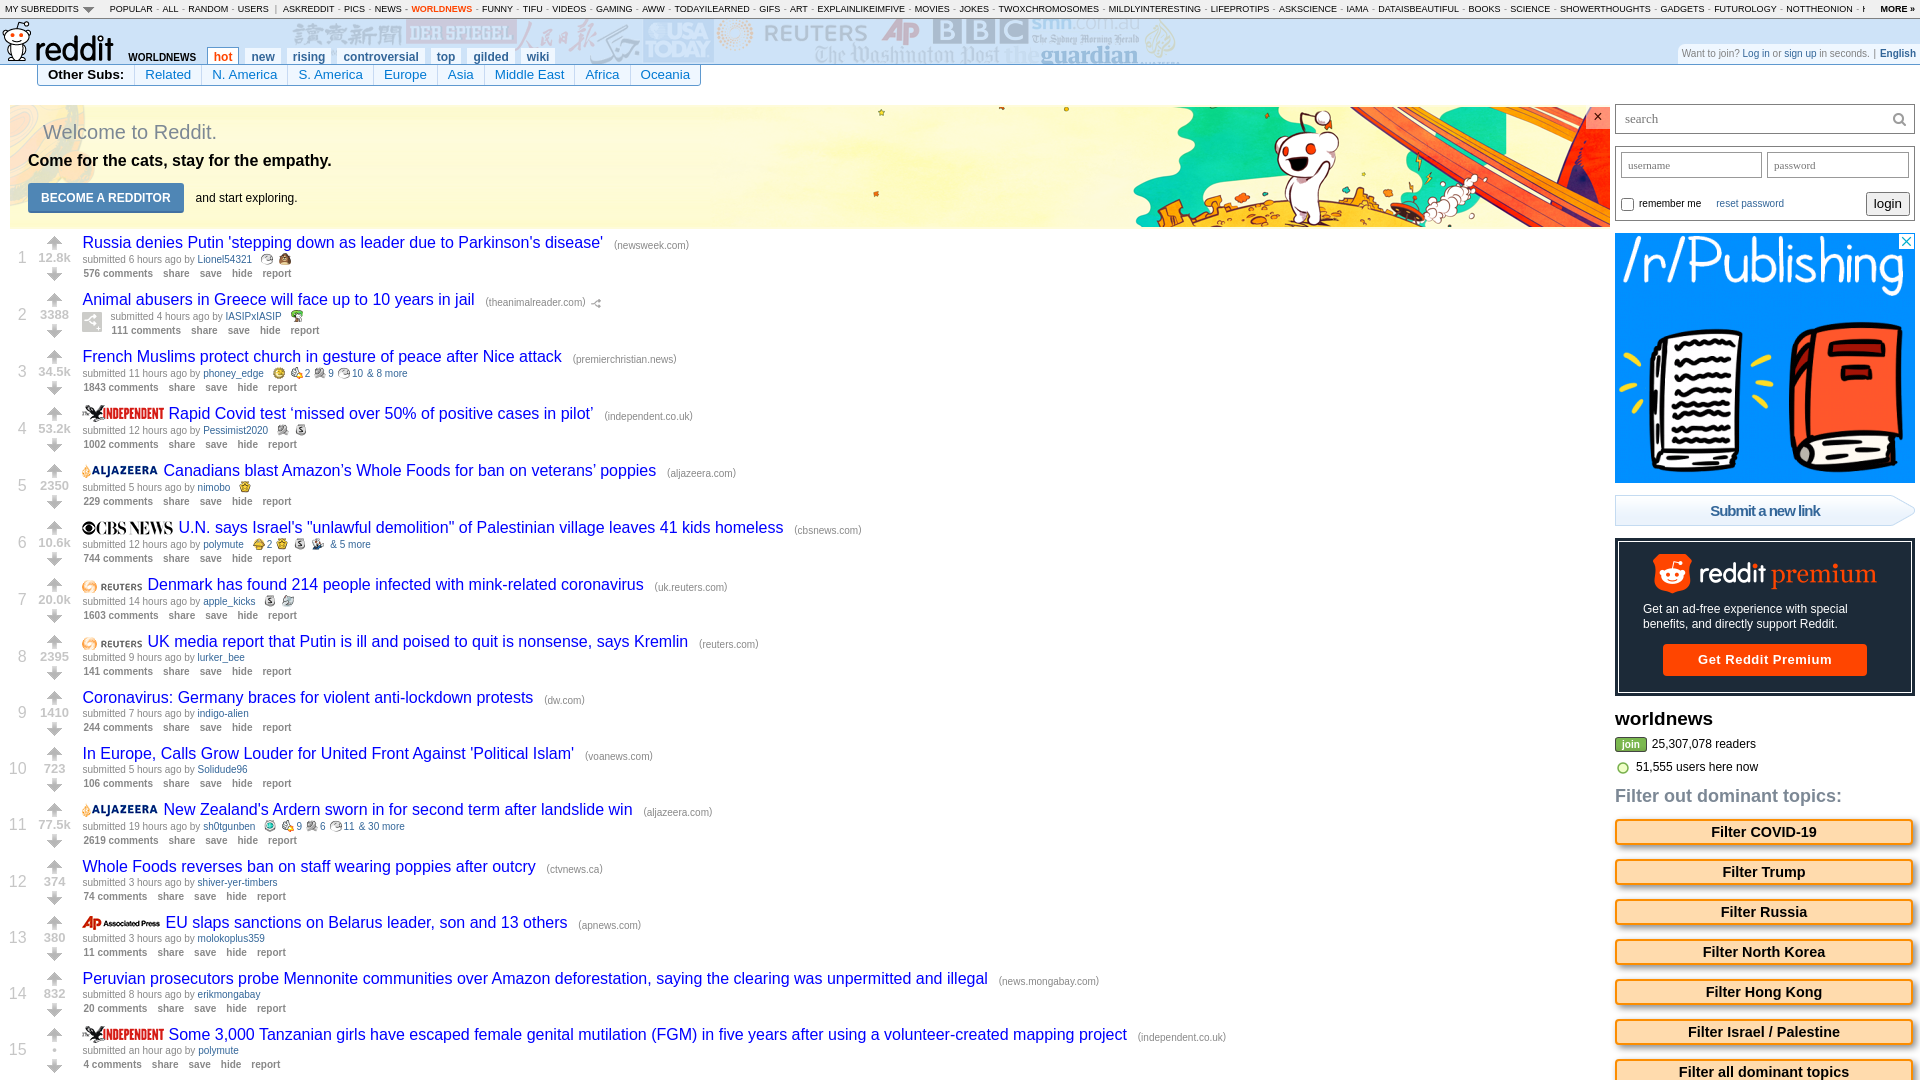 MY SUBREDDITS POPULAR - ALL - RANDOM - USERS | ASKREDDIT - PICS - NEWS - WORLDNEWS - FUNNY - TIFU - VIDEOS - GAMING - AWW - TODAYILEARNED - GIFS - ART - EXPLAINLIKEIMFIVE - MOVIES - JOKES - TWOXCHROMOSOMES - MILDLYINTERESTING - LIFEPROTIPS - ASKSCIENCE - IAMA - DATAISBEAUTIFUL - BOOKS - SCIENCE - SHOWERTHOUGHTS - GADGETS - FUTUROLOGY - NOTTHEONION MORE »
USA TODAY REUTERS AP BBC smh.com.au The Sydney Morning Herald The Washington Post theguardian
reddit WORLDNEWS hot new rising controversial top gilded wiki
Want to join? Log in or sign up in seconds. | English
Other Subs: Related N. America S. America Europe Asia Middle East Africa Oceania
Welcome to Reddit.
Come for the cats, stay for the empathy.
BECOME A REDDITOR and start exploring.
×
1 12.8k Russia denies Putin 'stepping down as leader due to Parkinson's disease' (newsweek.com)
submitted 6 hours ago by Lionel54321
576 comments share save hide report
2 3388 Animal abusers in Greece will face up to 10 years in jail (theanimalreader.com)
submitted 4 hours ago by IASIPxIASIP
111 comments share save hide report
3 34.5k French Muslims protect church in gesture of peace after Nice attack (premierchristian.news)
submitted 11 hours ago by phoney_edge 2 9 10 & 8 more
1843 comments share save hide report
4 53.2k INDEPENDENT Rapid Covid test ‘missed over 50% of positive cases in pilot’ (independent.co.uk)
submitted 12 hours ago by Pessimist2020
1002 comments share save hide report
5 2350 ALJAZEERA Canadians blast Amazon’s Whole Foods for ban on veterans’ poppies (aljazeera.com)
submitted 5 hours ago by nimobo
229 comments share save hide report
6 10.6k CBS NEWS U.N. says Israel's "unlawful demolition" of Palestinian village leaves 41 kids homeless (cbsnews.com)
submitted 12 hours ago by polymute 2 & 5 more
744 comments share save hide report
7 20.0k REUTERS Denmark has found 214 people infected with mink-related coronavirus (uk.reuters.com)
submitted 14 hours ago by apple_kicks
1603 comments share save hide report
8 2395 REUTERS UK media report that Putin is ill and poised to quit is nonsense, says Kremlin (reuters.com)
submitted 9 hours ago by lurker_bee
141 comments share save hide report
9 1410 Coronavirus: Germany braces for violent anti-lockdown protests (dw.com)
submitted 7 hours ago by indigo-alien
244 comments share save hide report
10 723 In Europe, Calls Grow Louder for United Front Against 'Political Islam' (voanews.com)
submitted 5 hours ago by Solidude96
106 comments share save hide report
11 77.5k ALJAZEERA New Zealand's Ardern sworn in for second term after landslide win (aljazeera.com)
submitted 19 hours ago by sh0tgunben 9 6 11 & 30 more
2619 comments share save hide report
12 374 Whole Foods reverses ban on staff wearing poppies after outcry (ctvnews.ca)
submitted 3 hours ago by shiver-yer-timbers
74 comments share save hide report
13 380 AP Associated Press EU slaps sanctions on Belarus leader, son and 13 others (apnews.com)
submitted 3 hours ago by molokoplus359
11 comments share save hide report
14 832 Peruvian prosecutors probe Mennonite communities over Amazon deforestation, saying the clearing was unpermitted and illegal (news.mongabay.com)
submitted 8 hours ago by erikmongabay
20 comments share save hide report
15 • INDEPENDENT Some 3,000 Tanzanian girls have escaped female genital mutilation (FGM) in five years after using a volunteer-created mapping project (independent.co.uk)
submitted an hour ago by polymute
4 comments share save hide report
search
username password
remember me reset password login
/r/Publishing
Submit a new link
reddit premium
Get an ad-free experience with special
benefits, and directly support Reddit.
Get Reddit Premium
worldnews
join 25,307,078 readers
51,555 users here now
Filter out dominant topics:
Filter COVID-19
Filter Trump
Filter Russia
Filter North Korea
Filter Hong Kong
Filter Israel / Palestine
Filter all dominant topics